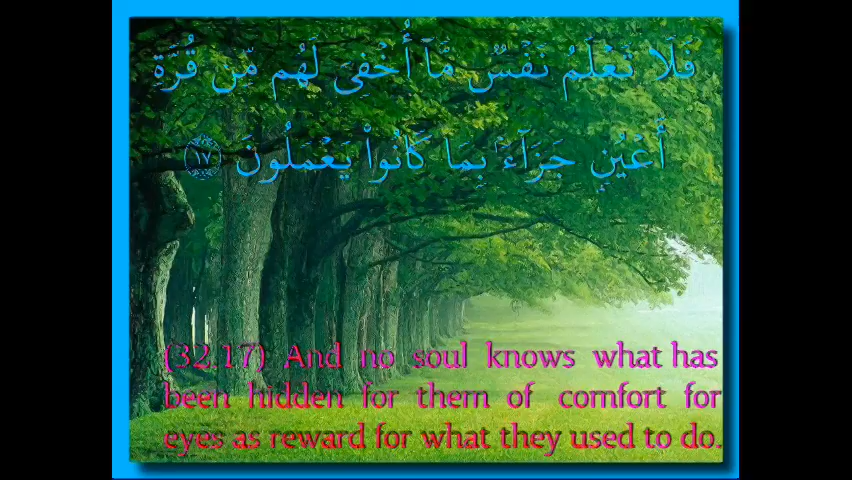 فَلَا تَعْلَمُ نَفْسٌ مَّآ أُخْفِىَ لَهُم مِّن قُرَّةِ
أَعْيُنٍ جَزَآءًۢ بِمَا كَانُوا۟ يَعْمَلُونَ ١٧
(32.17) And no soul knows what has
been hidden for them of comfort for
eyes as reward for what they used to do.